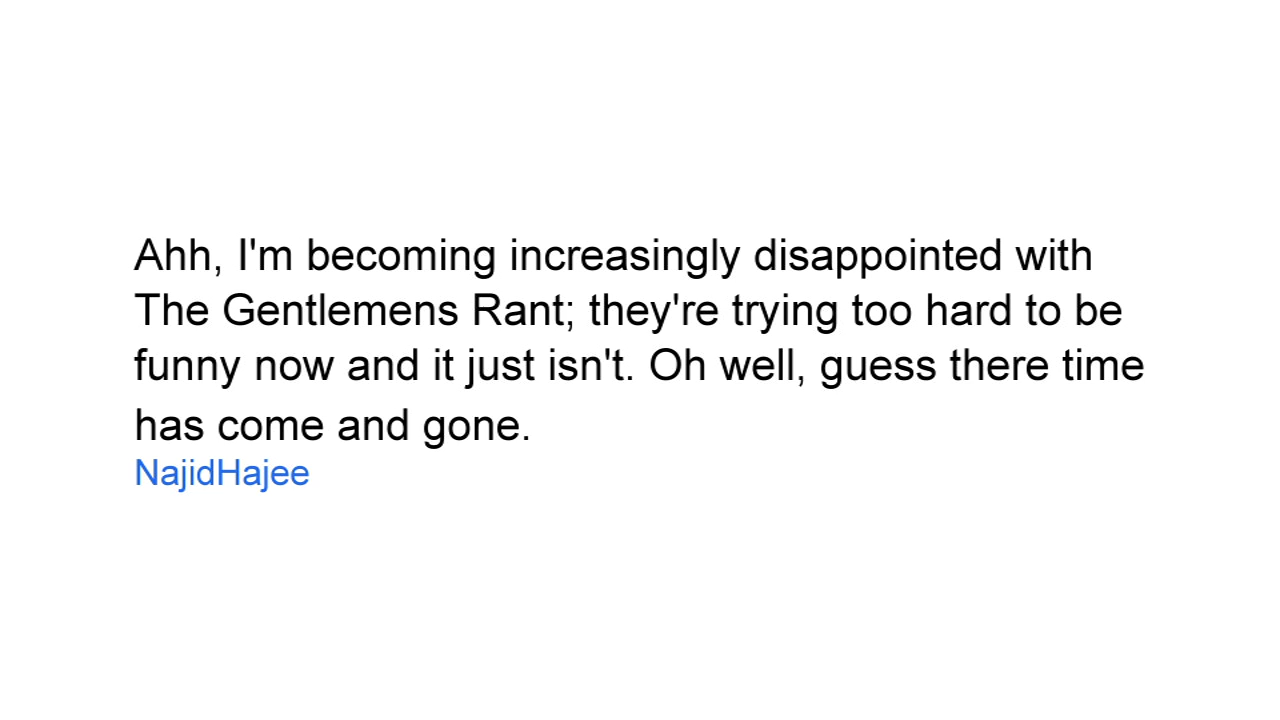 Ahh, I'm becoming increasingly disappointed with
The Gentlemens Rant; they're trying too hard to be
funny now and it just isn't. Oh well, guess there time
has come and gone.
NajidHajee